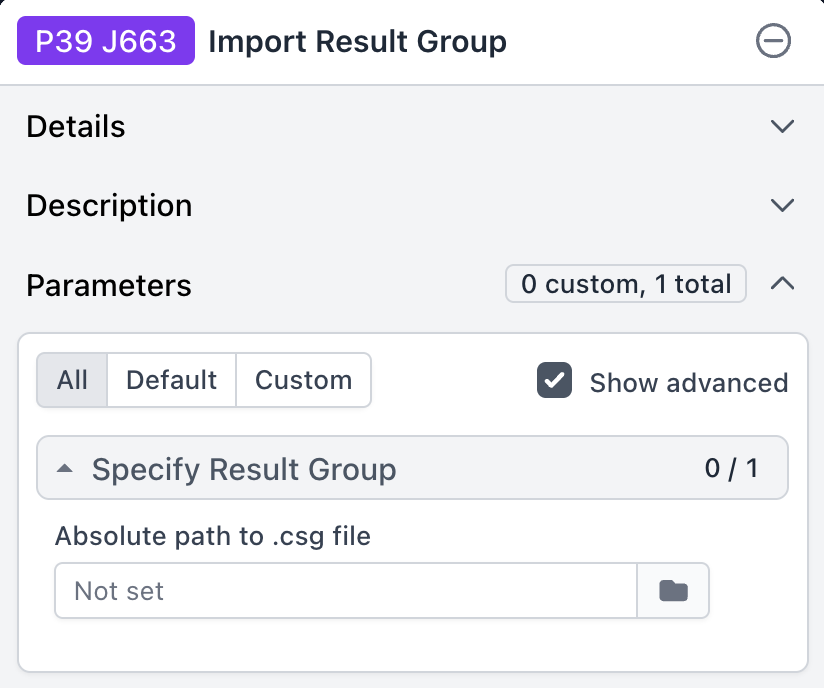 P39 J663 Import Result Group
Details
Description
Parameters 0 custom, 1 total
All Default Custom Show advanced
Specify Result Group 0 / 1
Absolute path to .csg file
Not set